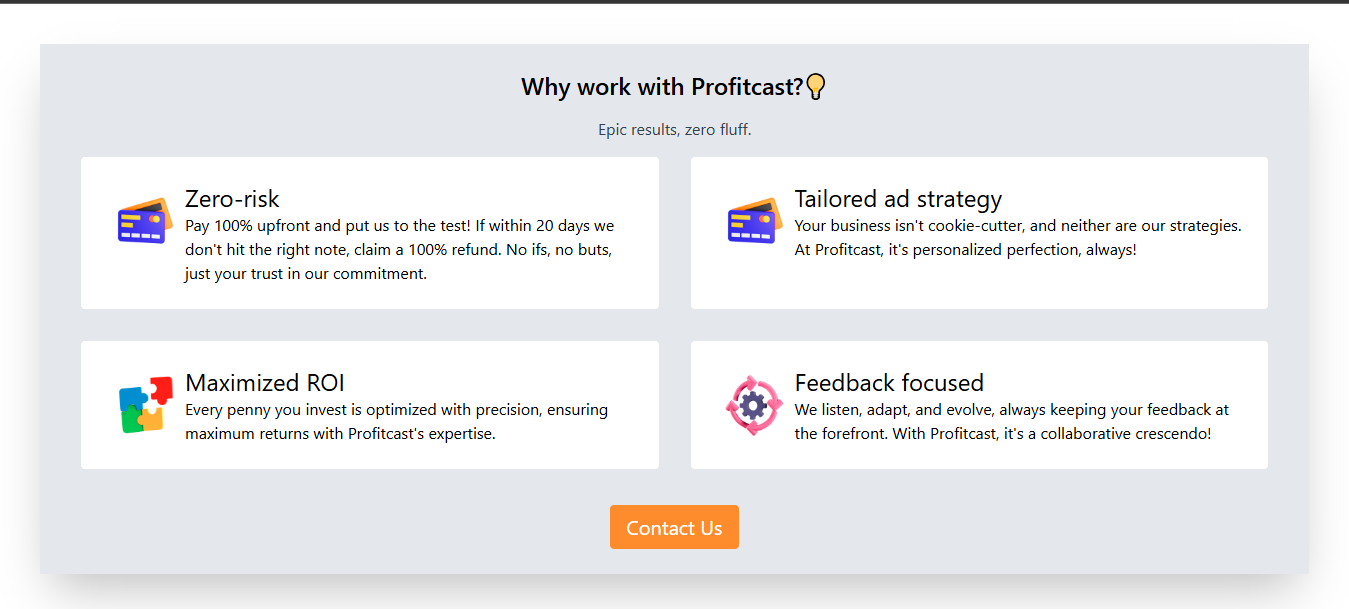 Why work with Profitcast?💡
Epic results, zero fluff.
Zero-risk
Pay 100% upfront and put us to the test! If within 20 days we
don't hit the right note, claim a 100% refund. No ifs, no buts,
just your trust in our commitment.
Tailored ad strategy
Your business isn't cookie-cutter, and neither are our strategies.
At Profitcast, it's personalized perfection, always!
Maximized ROI
Every penny you invest is optimized with precision, ensuring
maximum returns with Profitcast's expertise.
Feedback focused
We listen, adapt, and evolve, always keeping your feedback at
the forefront. With Profitcast, it's a collaborative crescendo!
Contact Us